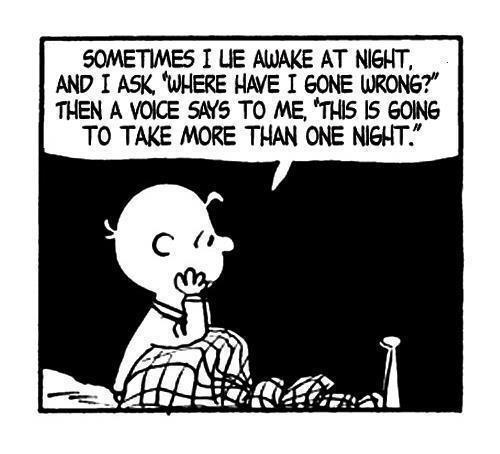 SOMETIMES I LIE AWAKE AT NIGHT,
AND I ASK, "WHERE HAVE I GONE WRONG?"
THEN A VOICE SAYS TO ME, "THIS IS GOING
TO TAKE MORE THAN ONE NIGHT."